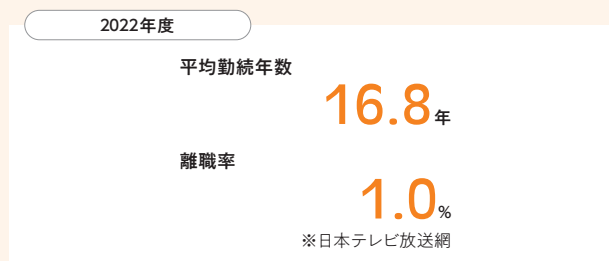 2022年度
平均勤続年数
16.8年
離職率
1.0%
※日本テレビ放送網